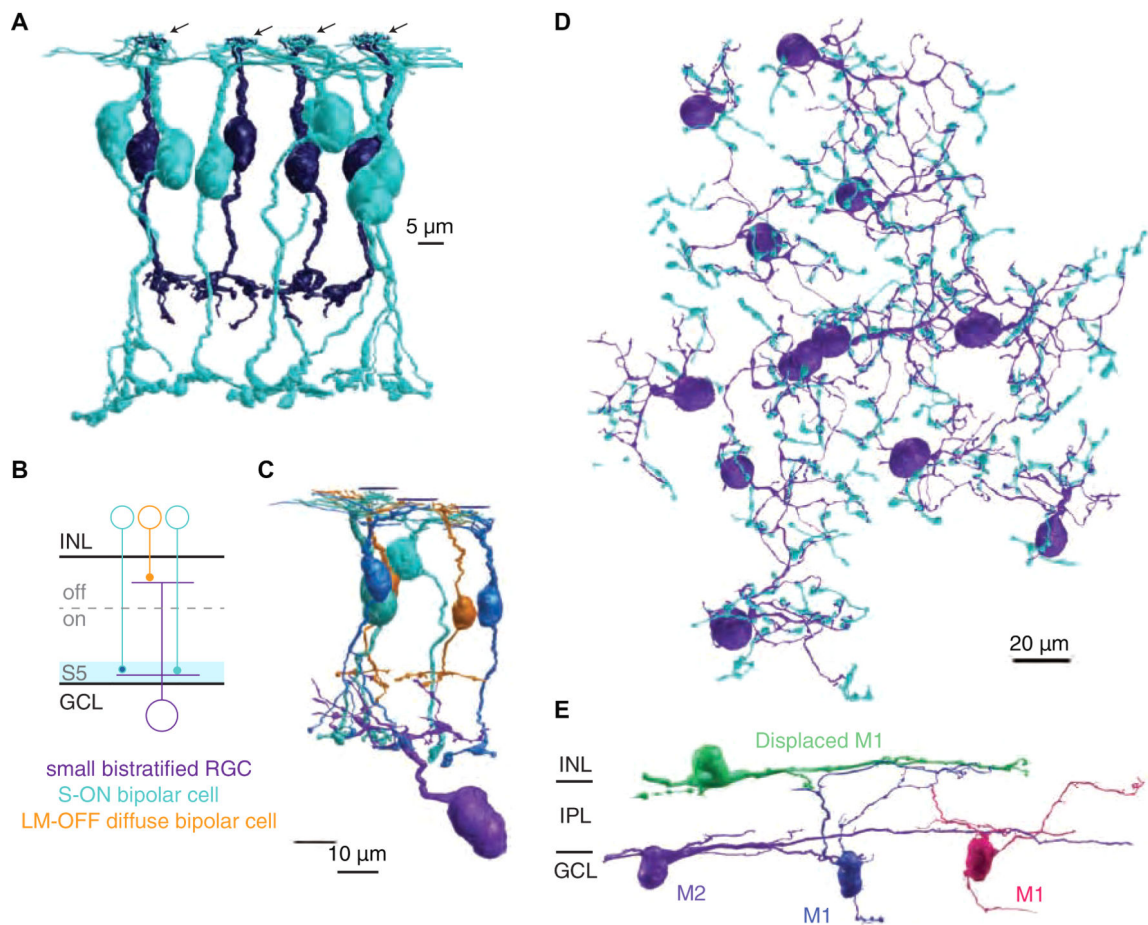 A
5 μm
B
INL
off
on
S5
GCL
small bistratified RGC
S-ON bipolar cell
LM-OFF diffuse bipolar cell
C
10 μm
D
20 μm
E
Displaced M1
INL
IPL
GCL
M2
M1
M1